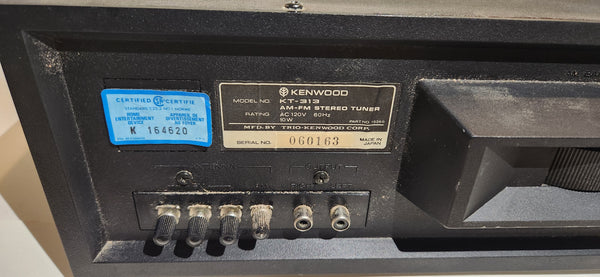 CERTIFIED CERTIFIE
HOME ENTERTAINMENT DEVICE
APPAREIL DE DIVERTISSEMENT AU FOYER
K 164620
KENWOOD
MODEL NO. KT-313
AM-FM STEREO TUNER
RATING AC 120V 60Hz
10W
MFD. BY TRIO-KENWOOD CORP.
SERIAL NO. 060163
MADE IN JAPAN